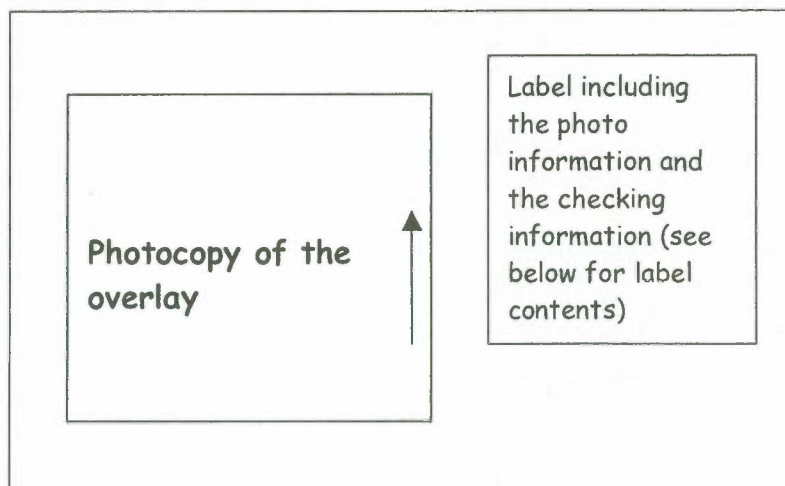 Photocopy of the
overlay
Label including
the photo
information and
the checking
information (see
below for label
contents)